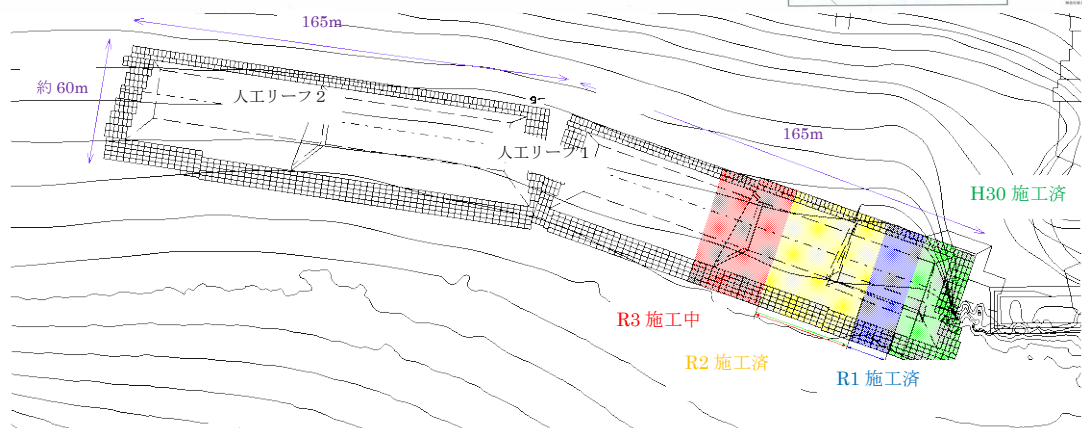 165m
約 60m
人工リーフ 2
人工リーフ 1
165m
H30 施工済
R3 施工中
R2 施工済
R1 施工済